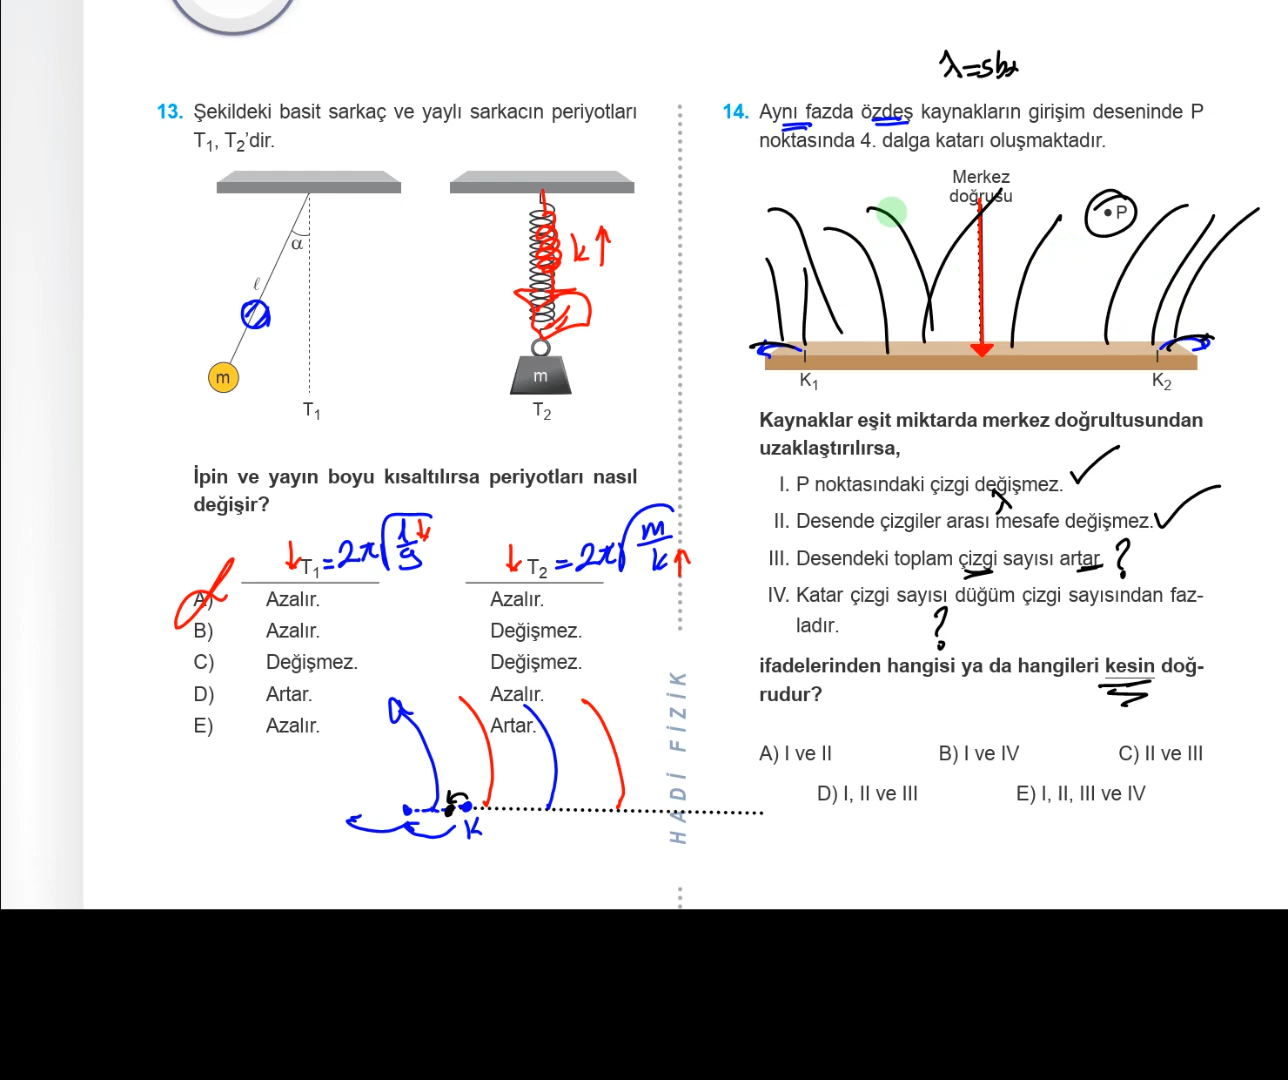 λ=sbt
13. Şekildeki basit sarkaç ve yaylı sarkacın periyotları
T1, T2'dir.
α
ℓ
k↑
m
m
T1
T2
İpin ve yayın boyu kısaltılırsa periyotları nasıl
değişir?
↓T1=2π√l/g↓
↓T2=2π√m/k↑
A) Azalır. Azalır.
B) Azalır. Değişmez.
C) Değişmez. Değişmez.
D) Artar. Azalır.
E) Azalır. Artar.
K
HADİ FİZİK
14. Aynı fazda özdeş kaynakların girişim deseninde P
noktasında 4. dalga katarı oluşmaktadır.
Merkez
doğrusu
P
K1
K2
Kaynaklar eşit miktarda merkez doğrultusundan
uzaklaştırılırsa,
I. P noktasındaki çizgi değişmez.
λ
II. Desende çizgiler arası mesafe değişmez.
III. Desendeki toplam çizgi sayısı artar. ?
IV. Katar çizgi sayısı düğüm çizgi sayısından faz-
ladır.
?
ifadelerinden hangisi ya da hangileri kesin doğ-
rudur?
A) I ve II B) I ve IV C) II ve III
D) I, II ve III E) I, II, III ve IV